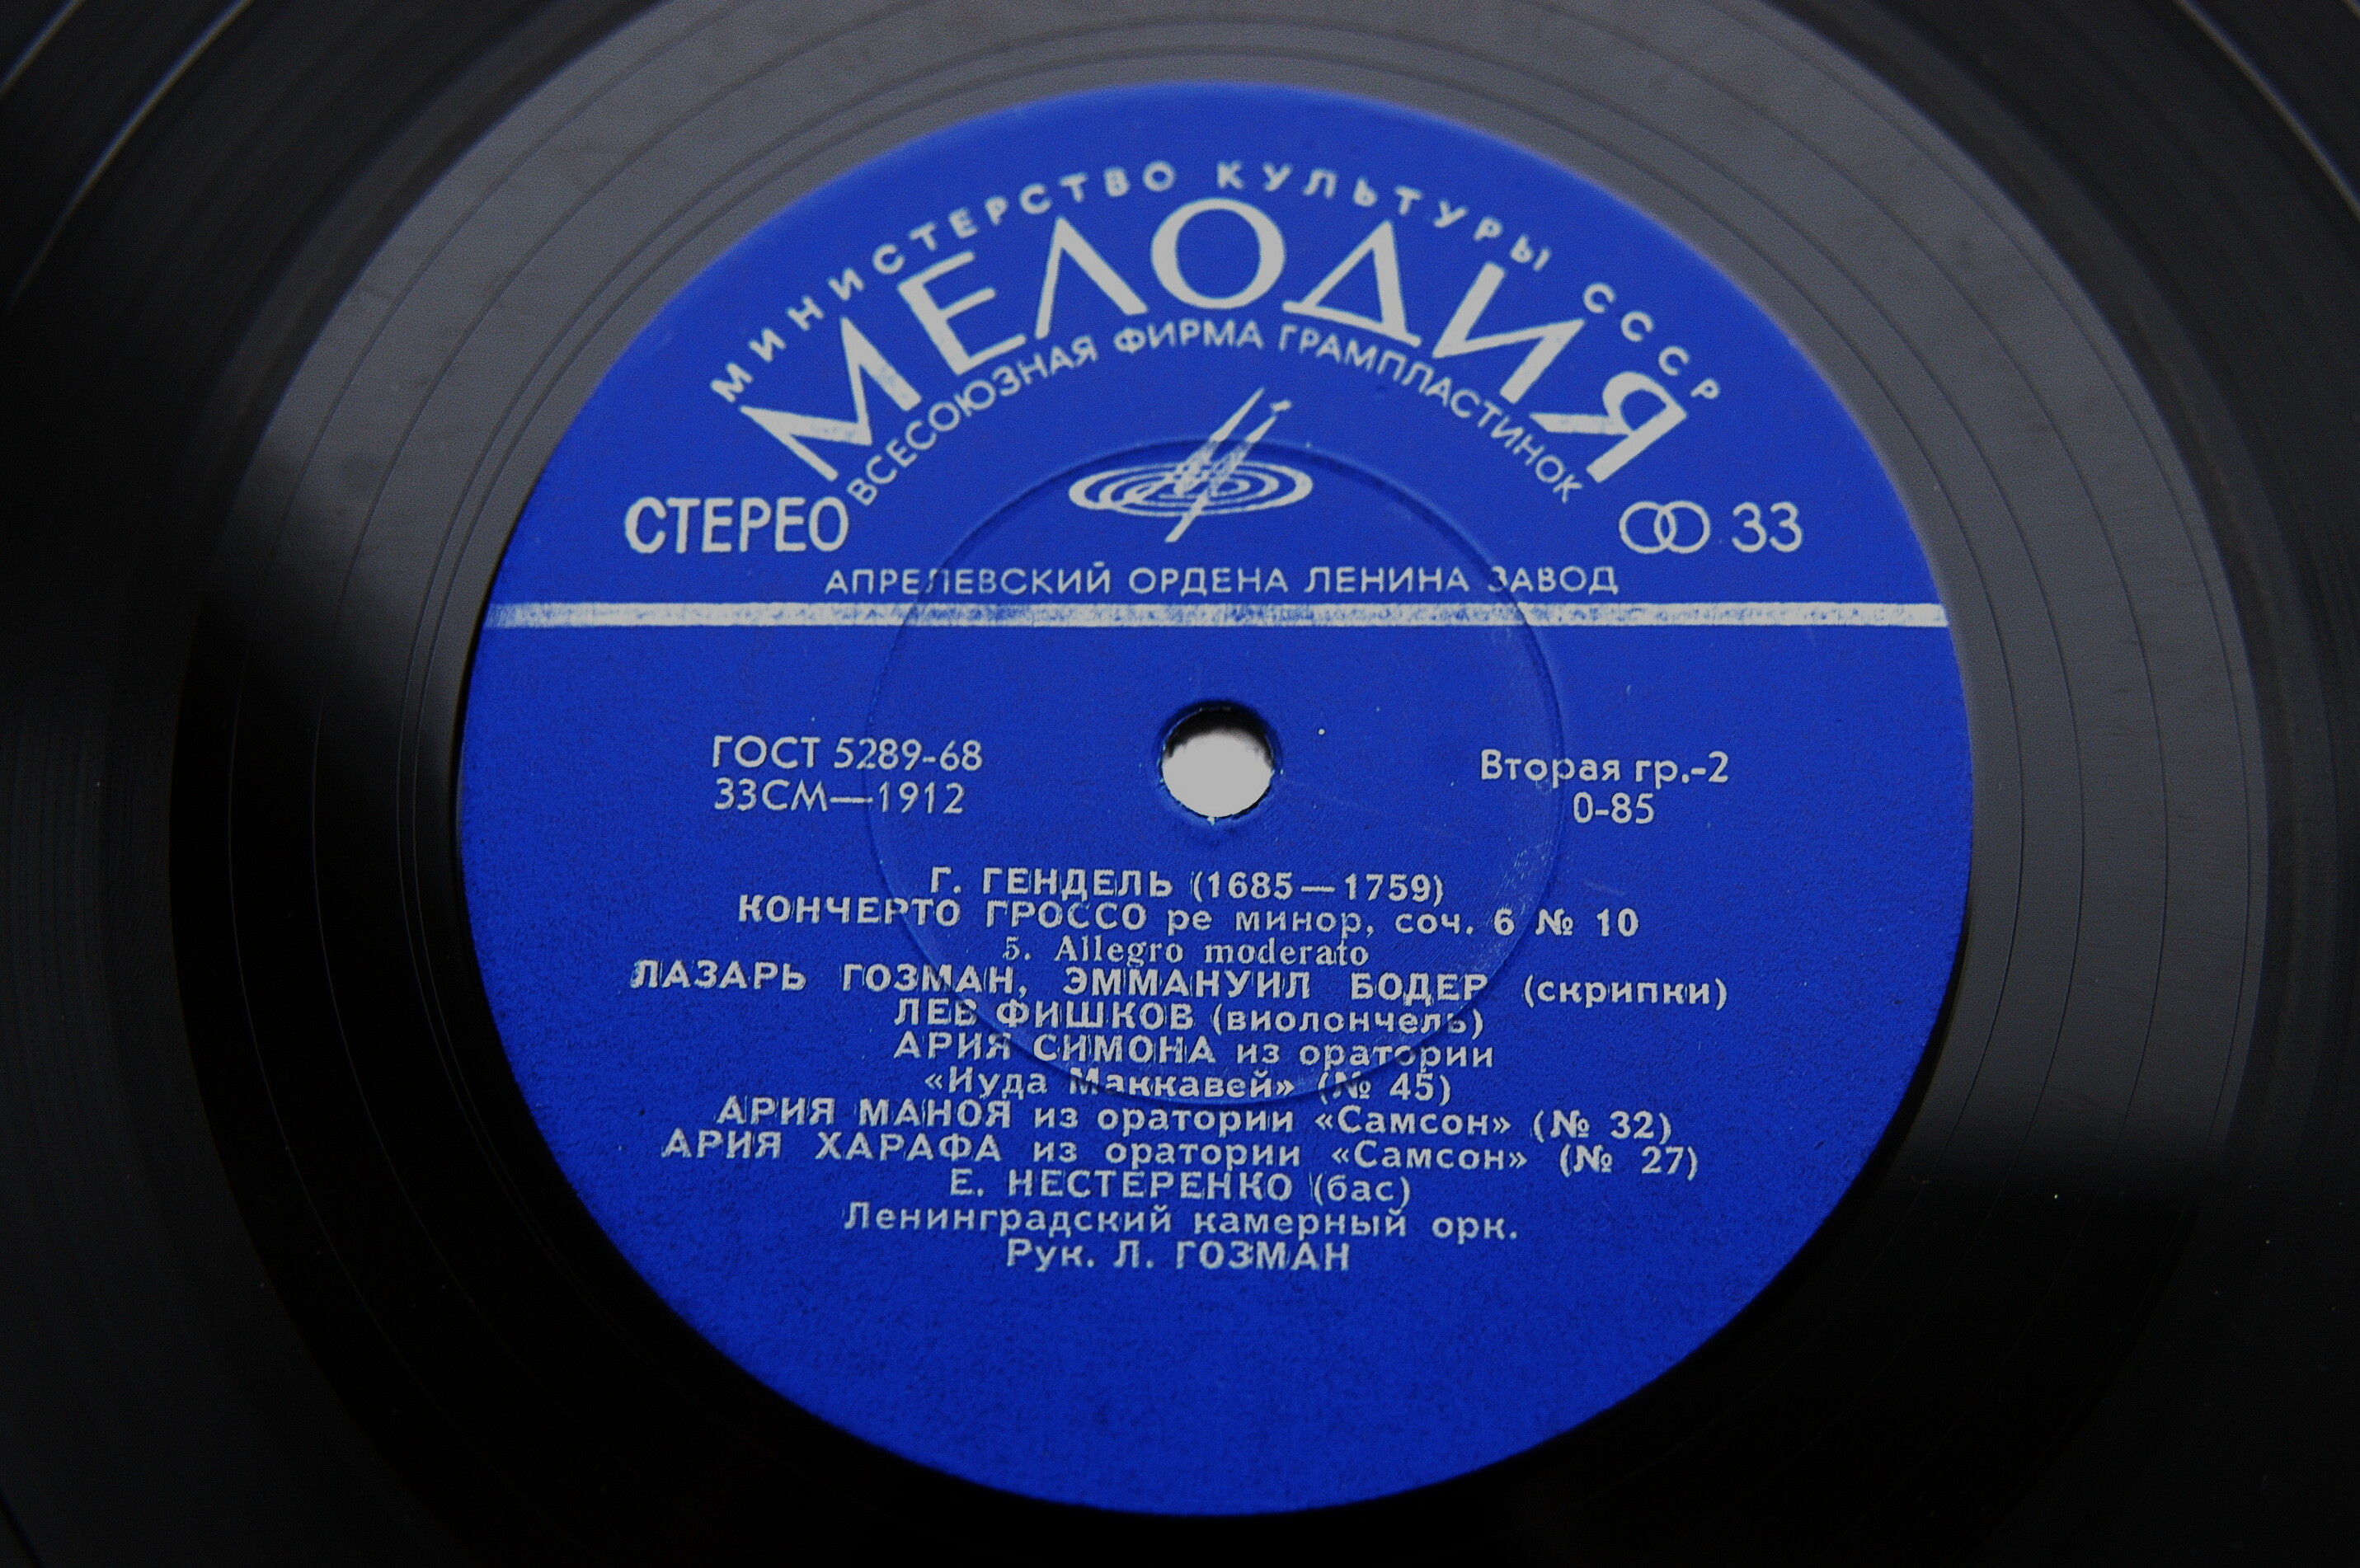 МИНИСТЕРСТВО КУЛЬТУРЫ СССР
МЕЛОДИЯ
ВСЕСОЮЗНАЯ ФИРМА ГРАМПЛАСТИНОК
СТЕРЕО 33
АПРЕЛЕВСКИЙ ОРДЕНА ЛЕНИНА ЗАВОД
ГОСТ 5289-68
33СМ—1912
Вторая гр.-2
0-85
Г. ГЕНДЕЛЬ (1685—1759)
КОНЧЕРТО ГРОССО ре минор, соч. 6 № 10
5. Allegro moderato
ЛАЗАРЬ ГОЗМАН, ЭММАНУИЛ БОДЕР (скрипки)
ЛЕВ ФИШКОВ (виолончель)
АРИЯ СИМОНА из оратории
«Иуда Маккавей» (№ 45)
АРИЯ МАНОЯ из оратории «Самсон» (№ 32)
АРИЯ ХАРАФА из оратории «Самсон» (№ 27)
Е. НЕСТЕРЕНКО (бас)
Ленинградский камерный орк.
Рук. Л. ГОЗМАН